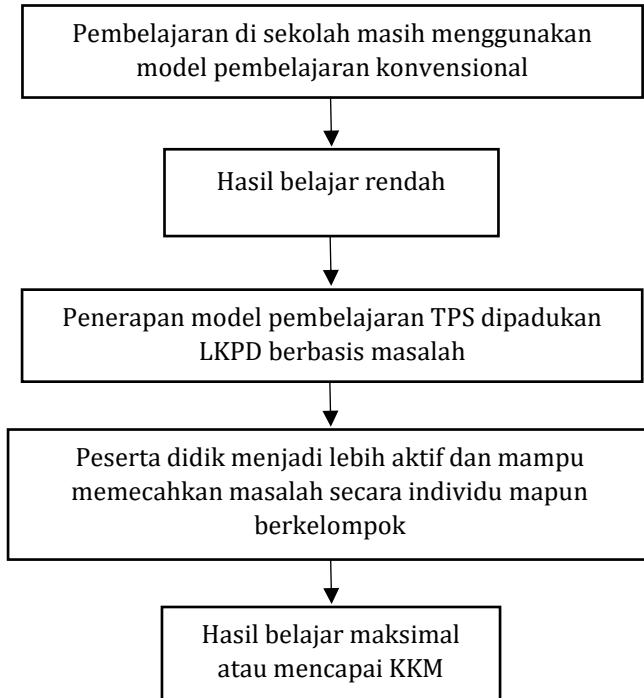 Pembelajaran di sekolah masih menggunakan
model pembelajaran konvensional
Hasil belajar rendah
Penerapan model pembelajaran TPS dipadukan
LKPD berbasis masalah
Peserta didik menjadi lebih aktif dan mampu
memecahkan masalah secara individu mapun
berkelompok
Hasil belajar maksimal
atau mencapai KKM